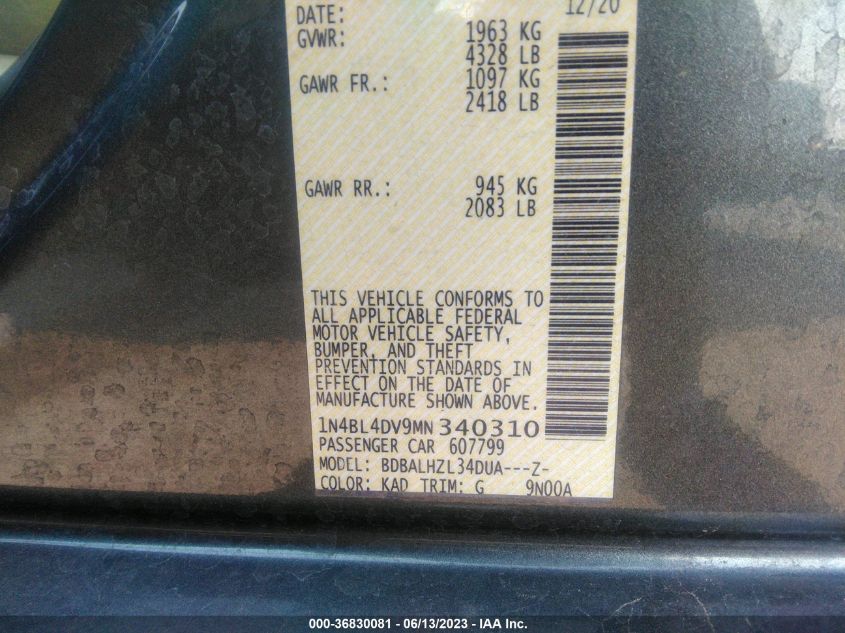 DATE: 12/20
GVWR: 1963 KG
4328 LB
GAWR FR.: 1097 KG
2418 LB
GAWR RR.: 945 KG
2083 LB
THIS VEHICLE CONFORMS TO
ALL APPLICABLE FEDERAL
MOTOR VEHICLE SAFETY,
BUMPER, AND THEFT
PREVENTION STANDARDS IN
EFFECT ON THE DATE OF
MANUFACTURE SHOWN ABOVE.
1N4BL4DV9MN340310
PASSENGER CAR 607799
MODEL: BDBALHZL34DUA---Z-
COLOR: KAD TRIM: G 9N00A
000-36830081 - 06/13/2023 - IAA Inc.